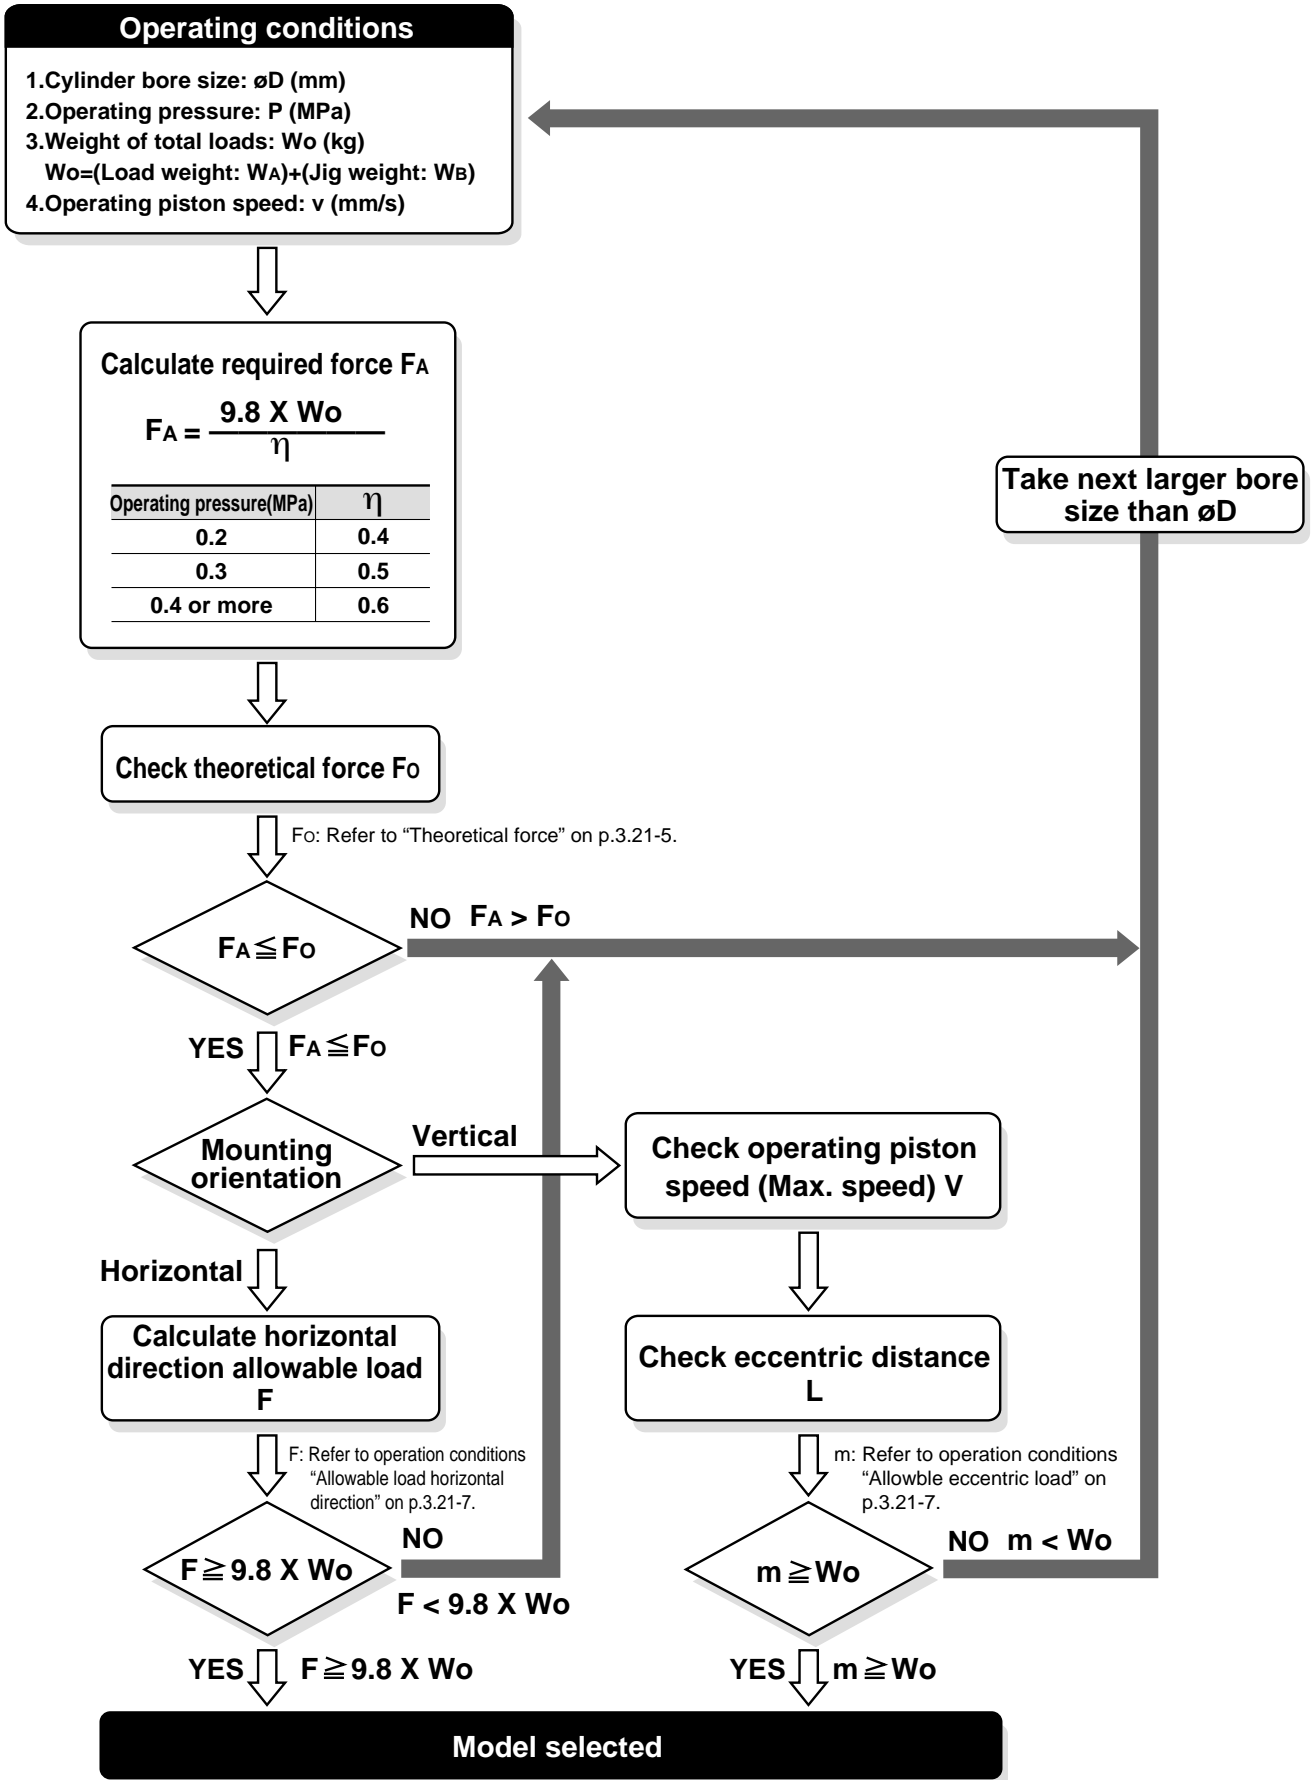 Operating conditions
1.Cylinder bore size: øD (mm)
2.Operating pressure: P (MPa)
3.Weight of total loads: Wo (kg)
Wo=(Load weight: WA)+(Jig weight: WB)
4.Operating piston speed: v (mm/s)
Calculate required force FA
FA = 9.8 X Wo
η
Operating pressure(MPa) η
0.2 0.4
0.3 0.5
0.4 or more 0.6
Take next larger bore
size than øD
Check theoretical force FO
FO: Refer to “Theoretical force” on p.3.21-5.
FA≦FO
NO FA > FO
YES FA≦FO
Mounting
orientation
Vertical
Check operating piston
speed (Max. speed) V
Horizontal
Calculate horizontal
direction allowable load
F
Check eccentric distance
L
F: Refer to operation conditions
“Allowable load horizontal
direction” on p.3.21-7.
m: Refer to operation conditions
“Allowble eccentric load” on
p.3.21-7.
F≧9.8 X Wo
NO
F < 9.8 X Wo
m≧Wo
NO m < Wo
YES F≧9.8 X Wo
YES m≧Wo
Model selected